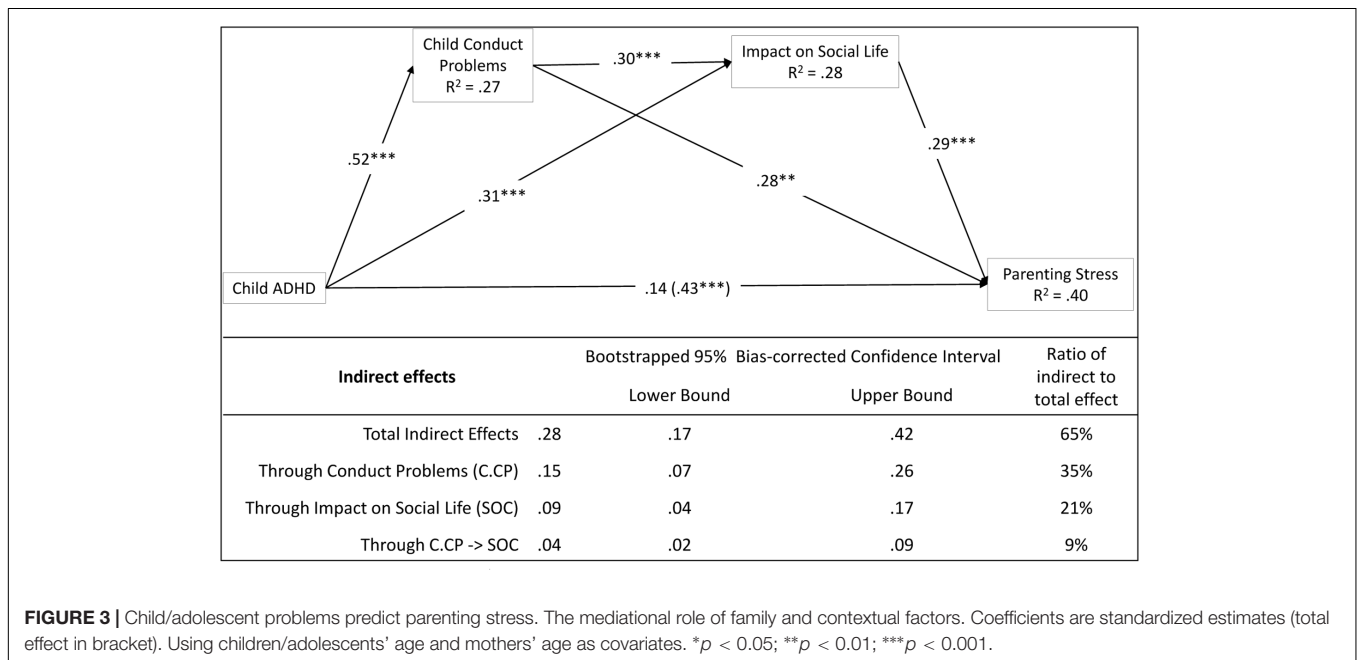 Child Conduct
Problems
R² = .27
.30***
Impact on Social Life
R² = .28
.52***
.31***
.28**
.29***
Child ADHD
.14 (.43***)
Parenting Stress
R² = .40
Indirect effects
Bootstrapped 95% Bias-corrected Confidence Interval
Lower Bound
Upper Bound
Ratio of
indirect to
total effect
Total Indirect Effects .28 .17 .42 65%
Through Conduct Problems (C.CP) .15 .07 .26 35%
Through Impact on Social Life (SOC) .09 .04 .17 21%
Through C.CP -> SOC .04 .02 .09 9%
FIGURE 3 | Child/adolescent problems predict parenting stress. The mediational role of family and contextual factors. Coefficients are standardized estimates (total
effect in bracket). Using children/adolescents' age and mothers' age as covariates. *p < 0.05; **p < 0.01; ***p < 0.001.